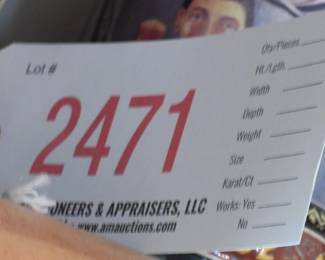 Lot #
2471
ONEERS & APPRAISERS, LLC
www.amauctions.com
Qty/Pieces
Ht./Lgth
Width
Depth
Weight
Size
Karat/Ct
Works: Yes
No